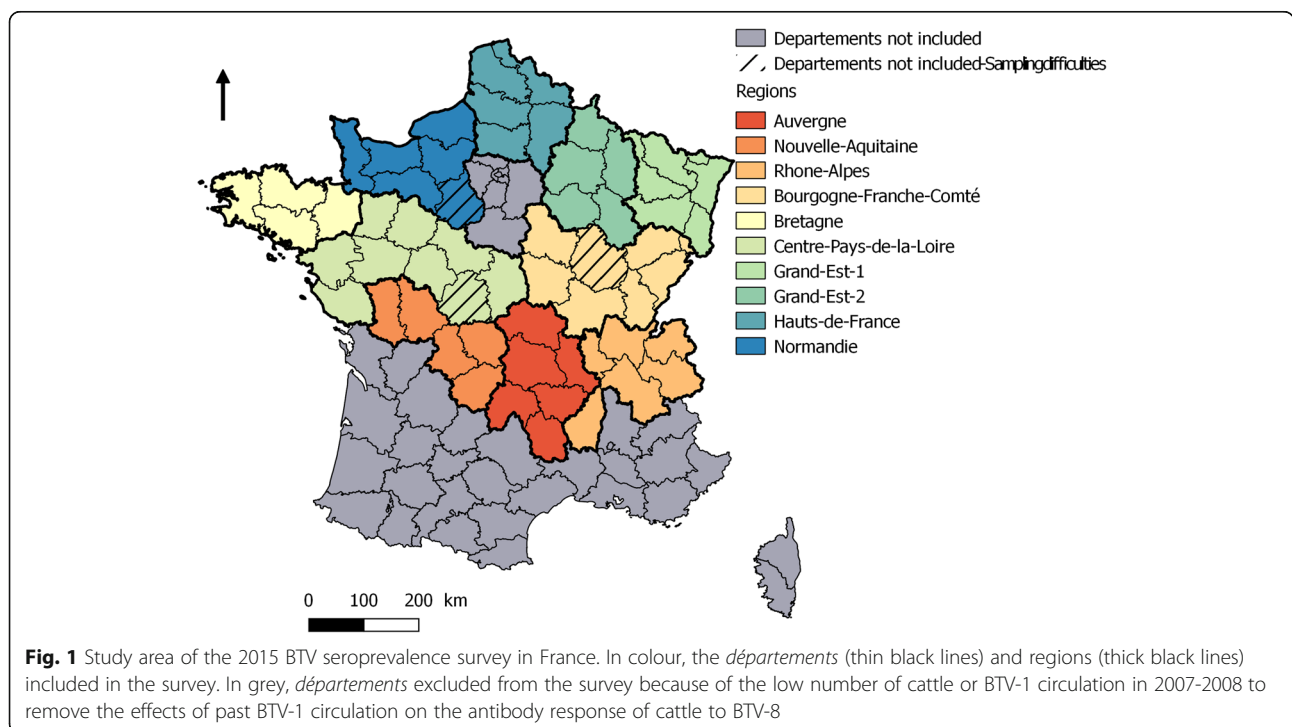 Departements not included
Departements not included-Samplingdifficulties
Regions
Auvergne
Nouvelle-Aquitaine
Rhone-Alpes
Bourgogne-Franche-Comté
Bretagne
Centre-Pays-de-la-Loire
Grand-Est-1
Grand-Est-2
Hauts-de-France
Normandie
0 100 200 km
Fig. 1 Study area of the 2015 BTV seroprevalence survey in France. In colour, the départements (thin black lines) and regions (thick black lines)
included in the survey. In grey, départements excluded from the survey because of the low number of cattle or BTV-1 circulation in 2007-2008 to
remove the effects of past BTV-1 circulation on the antibody response of cattle to BTV-8